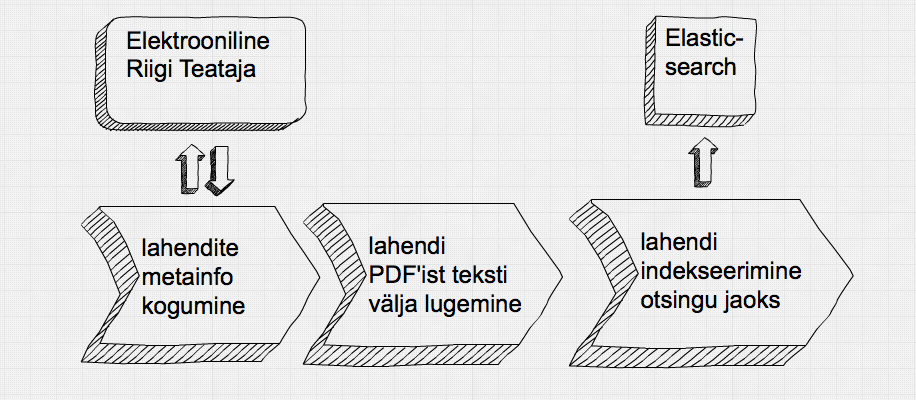 Elektrooniline
Riigi Teataja
Elastic-
search
lahendite
metainfo
kogumine
lahendi
PDF'ist teksti
välja lugemine
lahendi
indekseerimine
otsingu jaoks